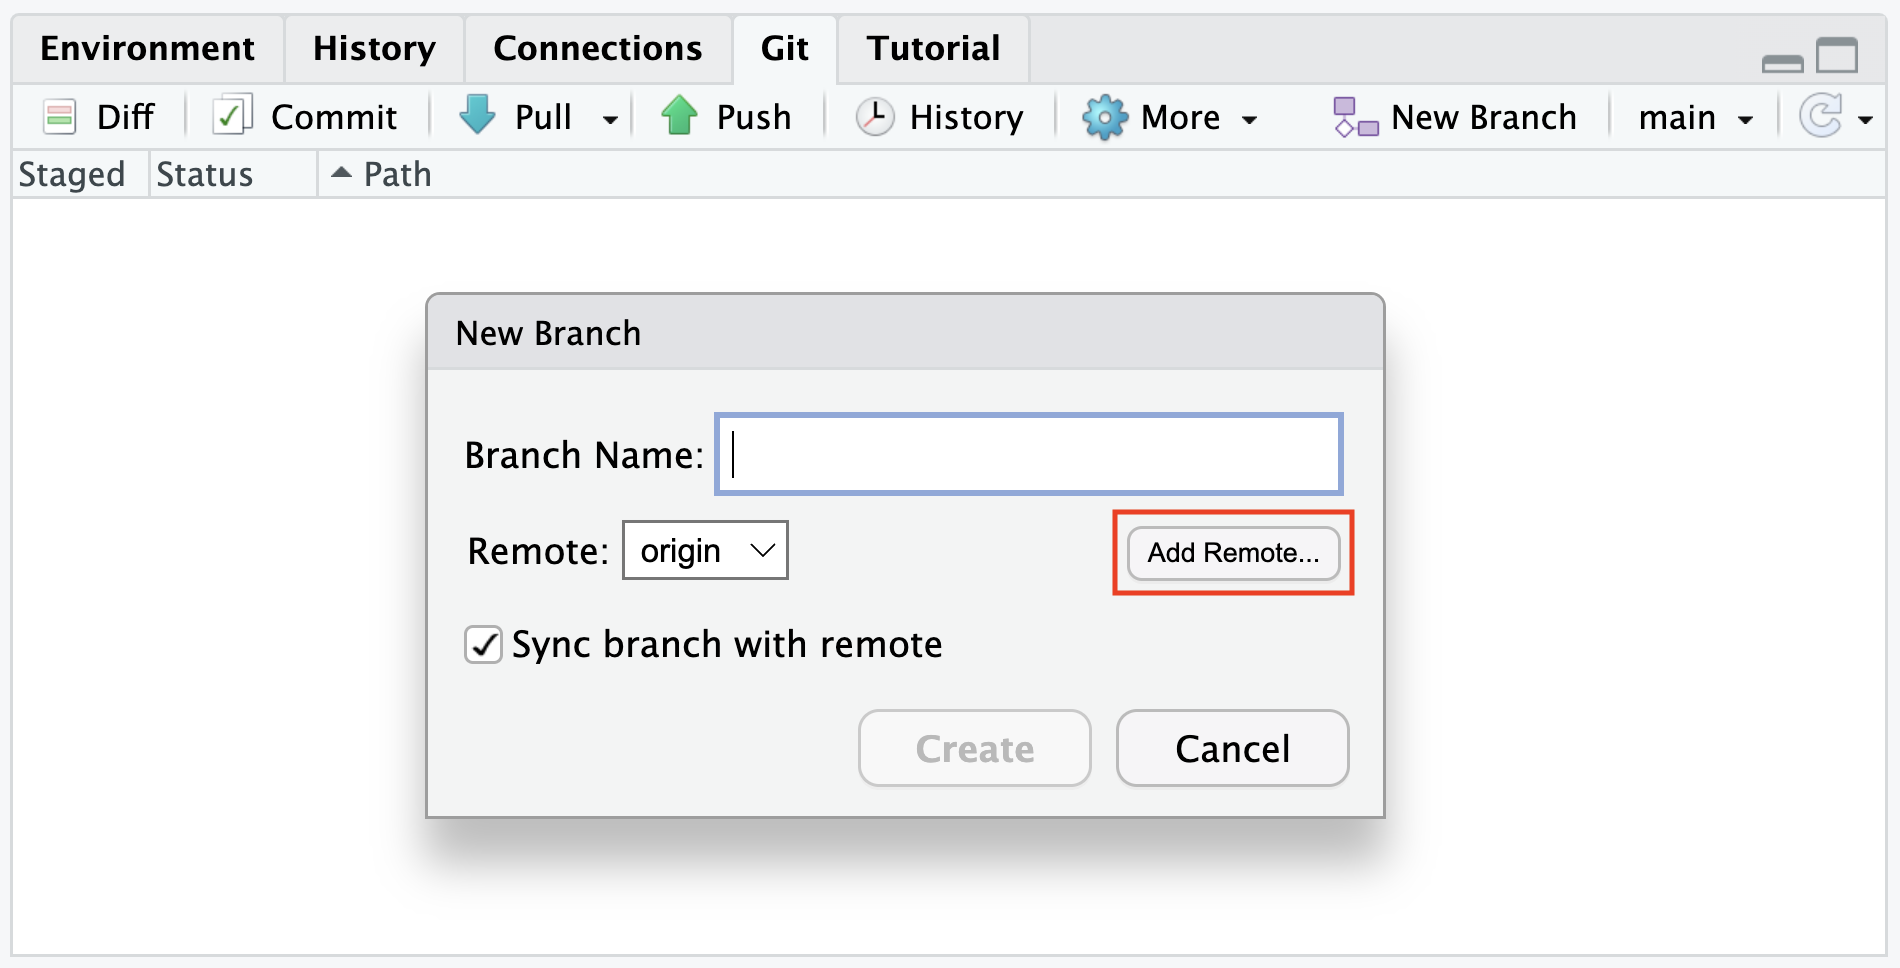 Environment History Connections Git Tutorial
Diff Commit Pull Push History More New Branch main
Staged Status Path
New Branch
Branch Name:
Remote: origin Add Remote...
Sync branch with remote
Create Cancel